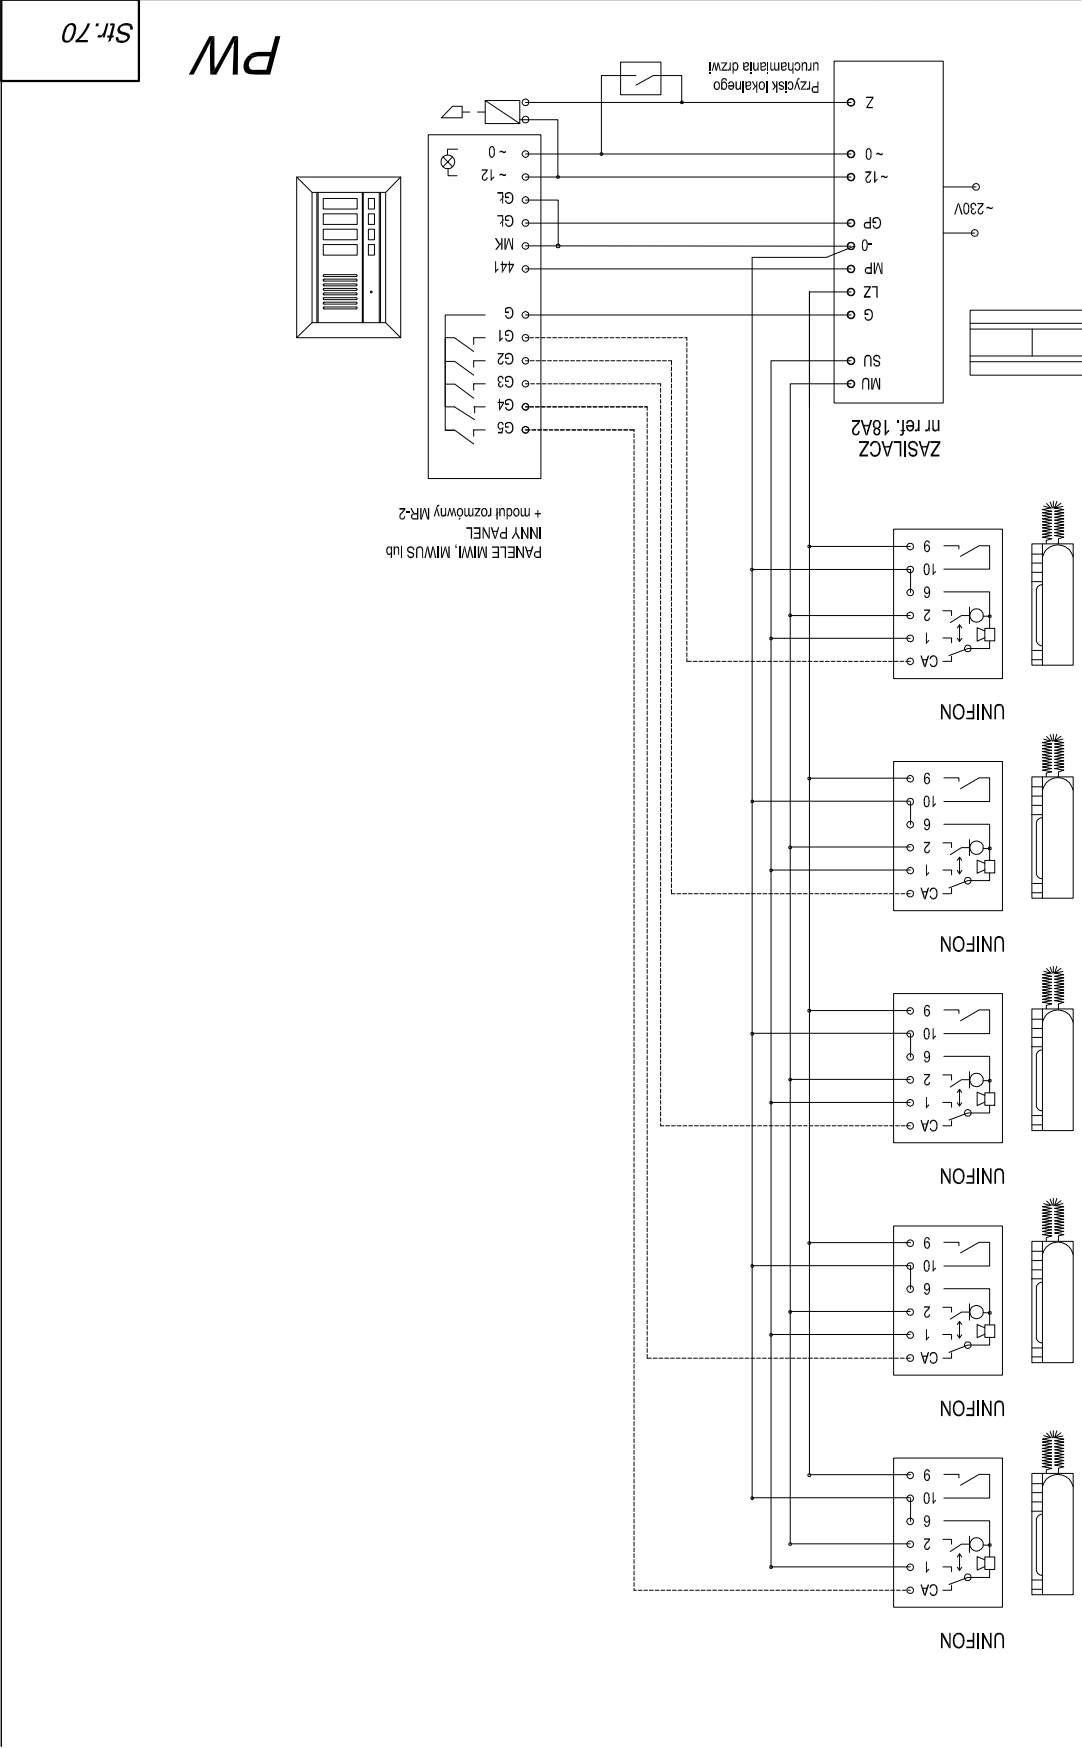 UNIFON
CA
1
2
6
10
9
UNIFON
CA
1
2
6
10
9
UNIFON
CA
1
2
6
10
9
UNIFON
CA
1
2
6
10
9
UNIFON
CA
1
2
6
10
9
ZASILACZ
nr ref. 18A2
MU
SU
G
LZ
MP
-0
GP
~12
~ 0
Z
~230V
PANELE MIWI, MIWUS lub
INNY PANEL
+ moduł rozmówny MR-2
G5
G4
G3
G2
G1
G
441
MK
GŁ
GŁ
~ 12
~ 0
Przycisk lokalnego
uruchamiania drzwi
PW
Str.70